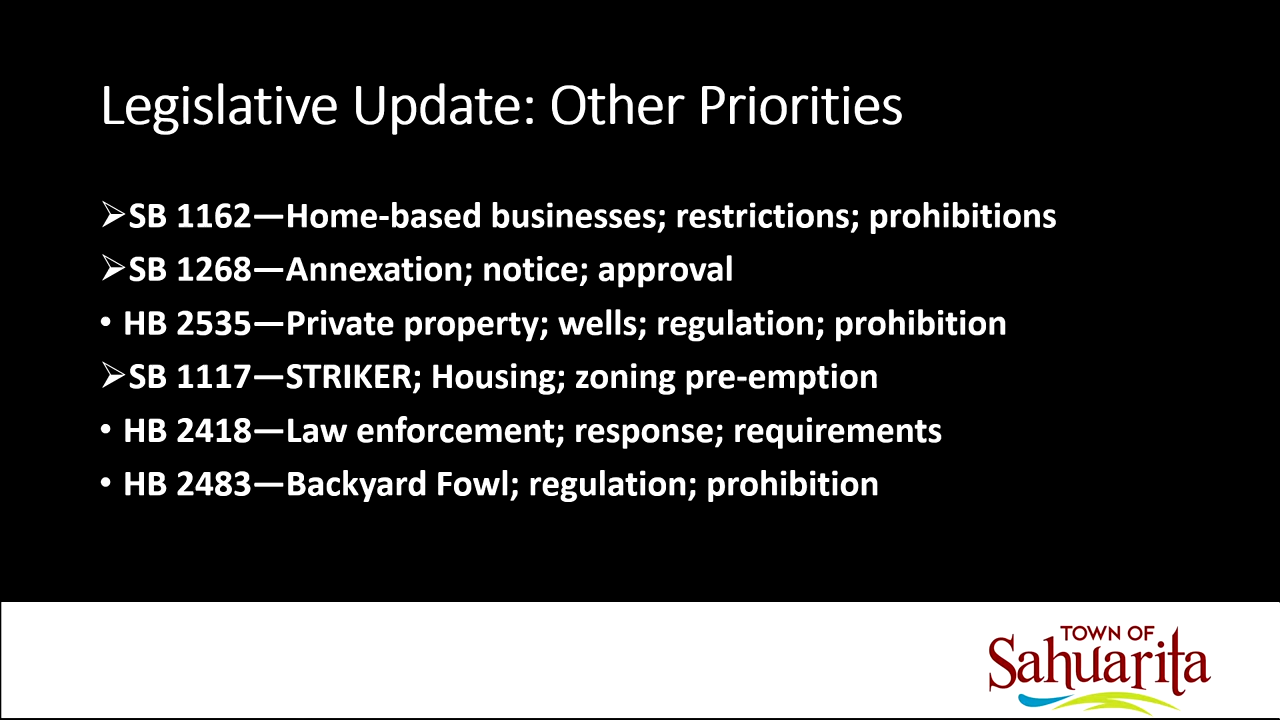 Legislative Update: Other Priorities
➢SB 1162—Home-based businesses; restrictions; prohibitions
➢SB 1268—Annexation; notice; approval
• HB 2535—Private property; wells; regulation; prohibition
➢SB 1117—STRIKER; Housing; zoning pre-emption
• HB 2418—Law enforcement; response; requirements
• HB 2483—Backyard Fowl; regulation; prohibition
TOWN OF
Sahuarita